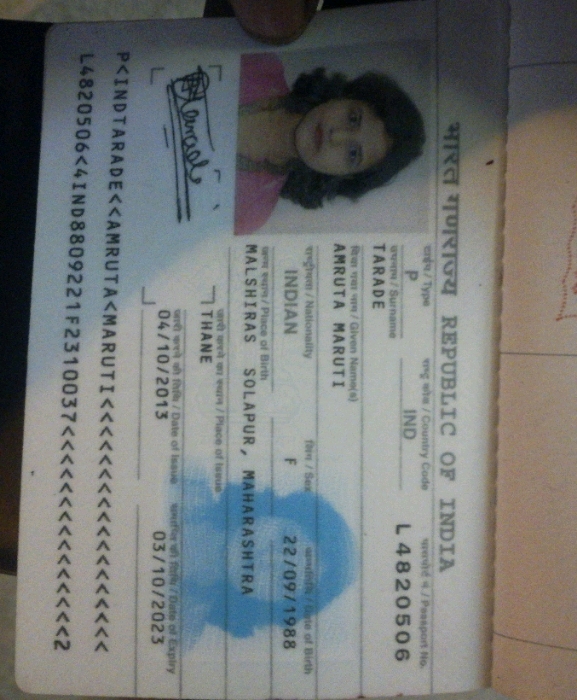 भारत गणराज्य REPUBLIC OF INDIA
टाईप / Type
P
राष्ट्र कोड / Country Code
IND
पासपोर्ट नं. / Passport No.
L4820506
उपनाम / Surname
TARADE
दिया गया नाम / Given Name(s)
AMRUTA MARUTI
राष्ट्रीयता / Nationality
INDIAN
लिंग / Sex
F
जन्मतिथि / Date of Birth
22/09/1988
जन्म स्थान / Place of Birth
MALSHIRAS SOLAPUR, MAHARASHTRA
जारी करने का स्थान / Place of Issue
THANE
जारी करने की तिथि / Date of Issue
04/10/2013
समाप्ति की तिथि / Date of Expiry
03/10/2023
P<INDTARADE<<AMRUTA<MARUTI<<<<<<<<<<<<<<<<<<
L4820506<4IND8809221F2310037<<<<<<<<<<<<<<<2